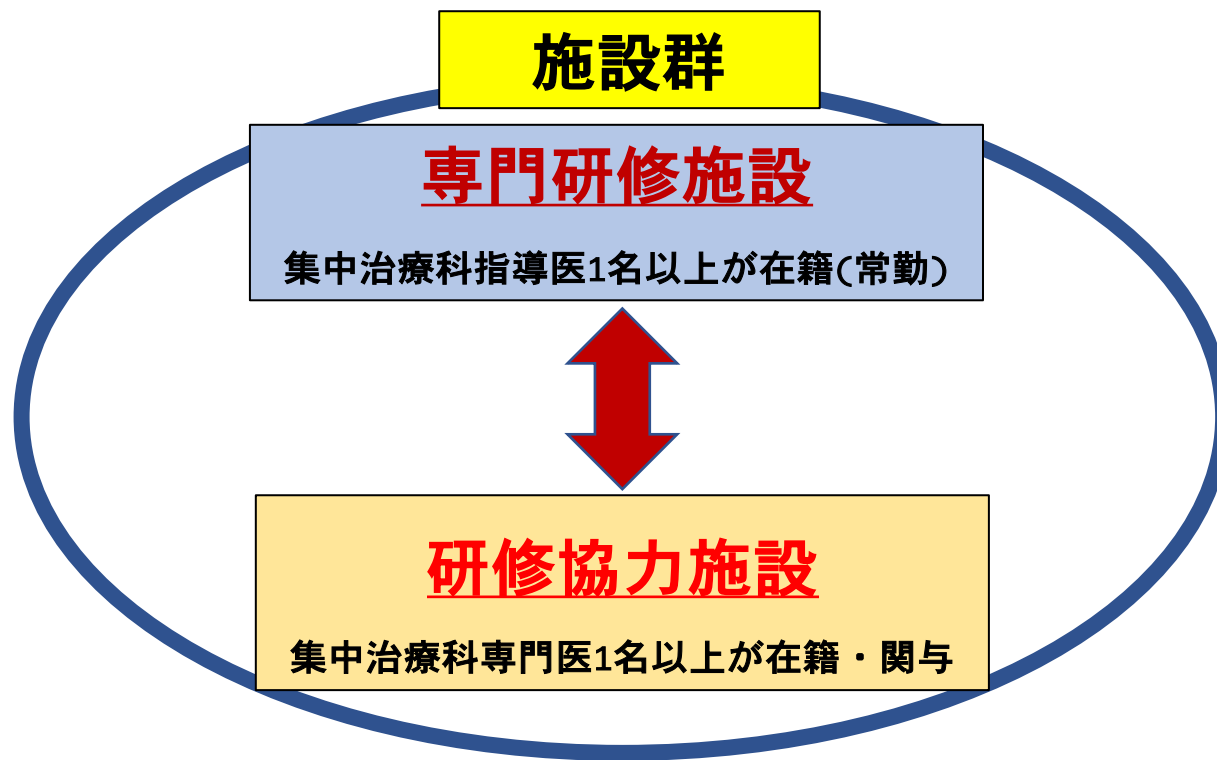 施設群
専門研修施設
集中治療科指導医1名以上が在籍(常勤)
研修協力施設
集中治療科専門医1名以上が在籍・関与